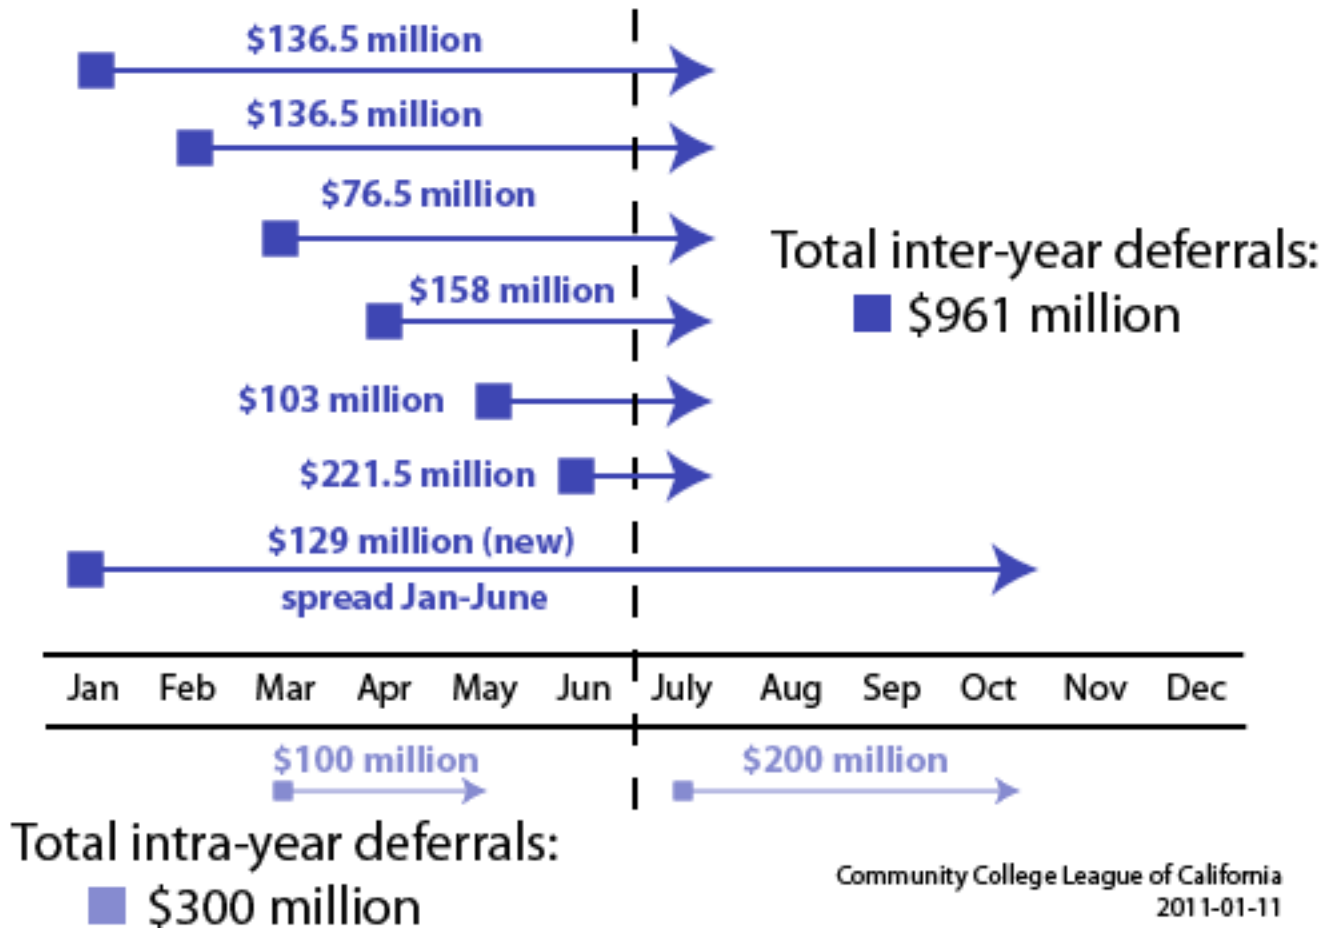 $136.5 million
$136.5 million
$76.5 million
Total inter-year deferrals:
$158 million
$961 million
$103 million
$221.5 million
$129 million (new)
spread Jan-June
Jan Feb Mar Apr May Jun July Aug Sep Oct Nov Dec
$100 million
$200 million
Total intra-year deferrals:
$300 million
Community College League of California
2011-01-11